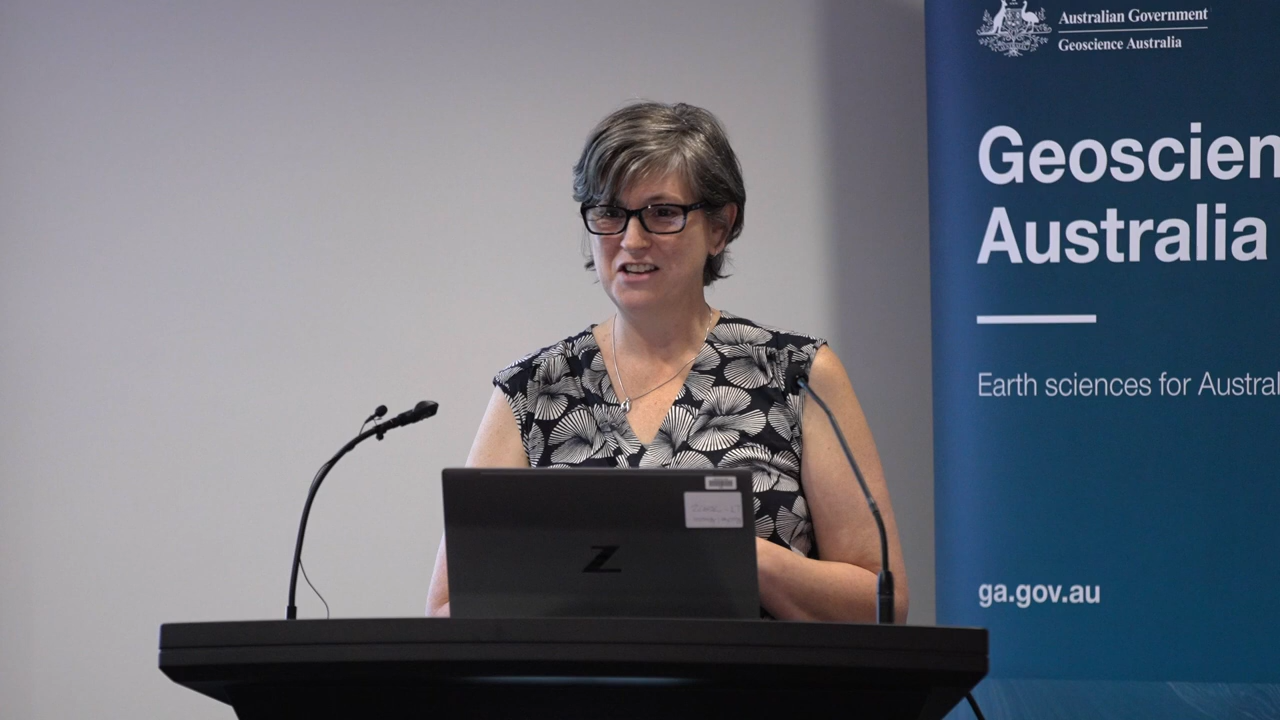 Australian Government
Geoscience Australia
Geoscien
Australia
Earth sciences for Austral
ga.gov.au
Z